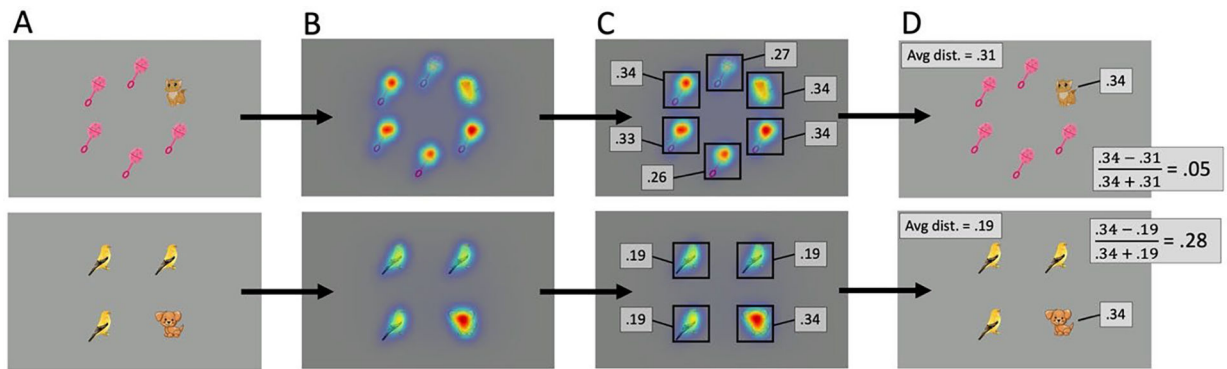 A
B
C
D
.34
.27
.34
.33
.34
.26
Avg dist. = .31
.34
.34 − .31
.34 + .31
= .05
.19
.19
.19
.34
Avg dist. = .19
.34 − .19
.34 + .19
= .28
.34